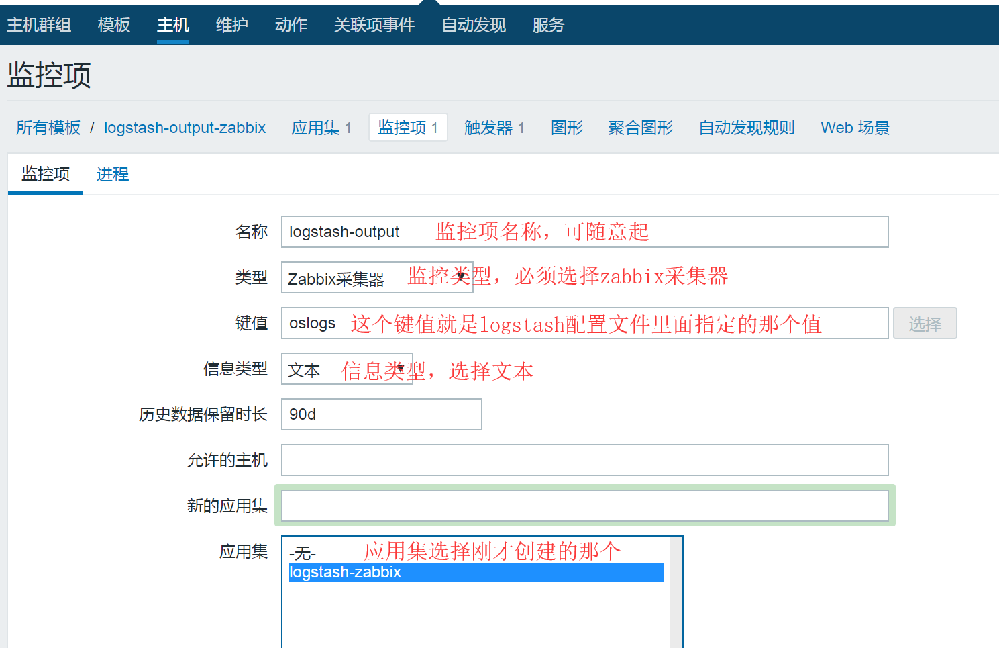 主机群组 模板 主机 维护 动作 关联项事件 自动发现 服务
监控项
所有模板 / logstash-output-zabbix 应用集 1 监控项 1 触发器 1 图形 聚合图形 自动发现规则 Web 场景
监控项 进程
名称 logstash-output 监控项名称，可随意起
类型 Zabbix采集器 监控类型，必须选择zabbix采集器
键值 oslogs 这个键值就是logstash配置文件里面指定的那个值 选择
信息类型 文本 信息类型，选择文本
历史数据保留时长 90d
允许的主机
新的应用集
应用集 -无- 应用集选择刚才创建的那个
logstash-zabbix